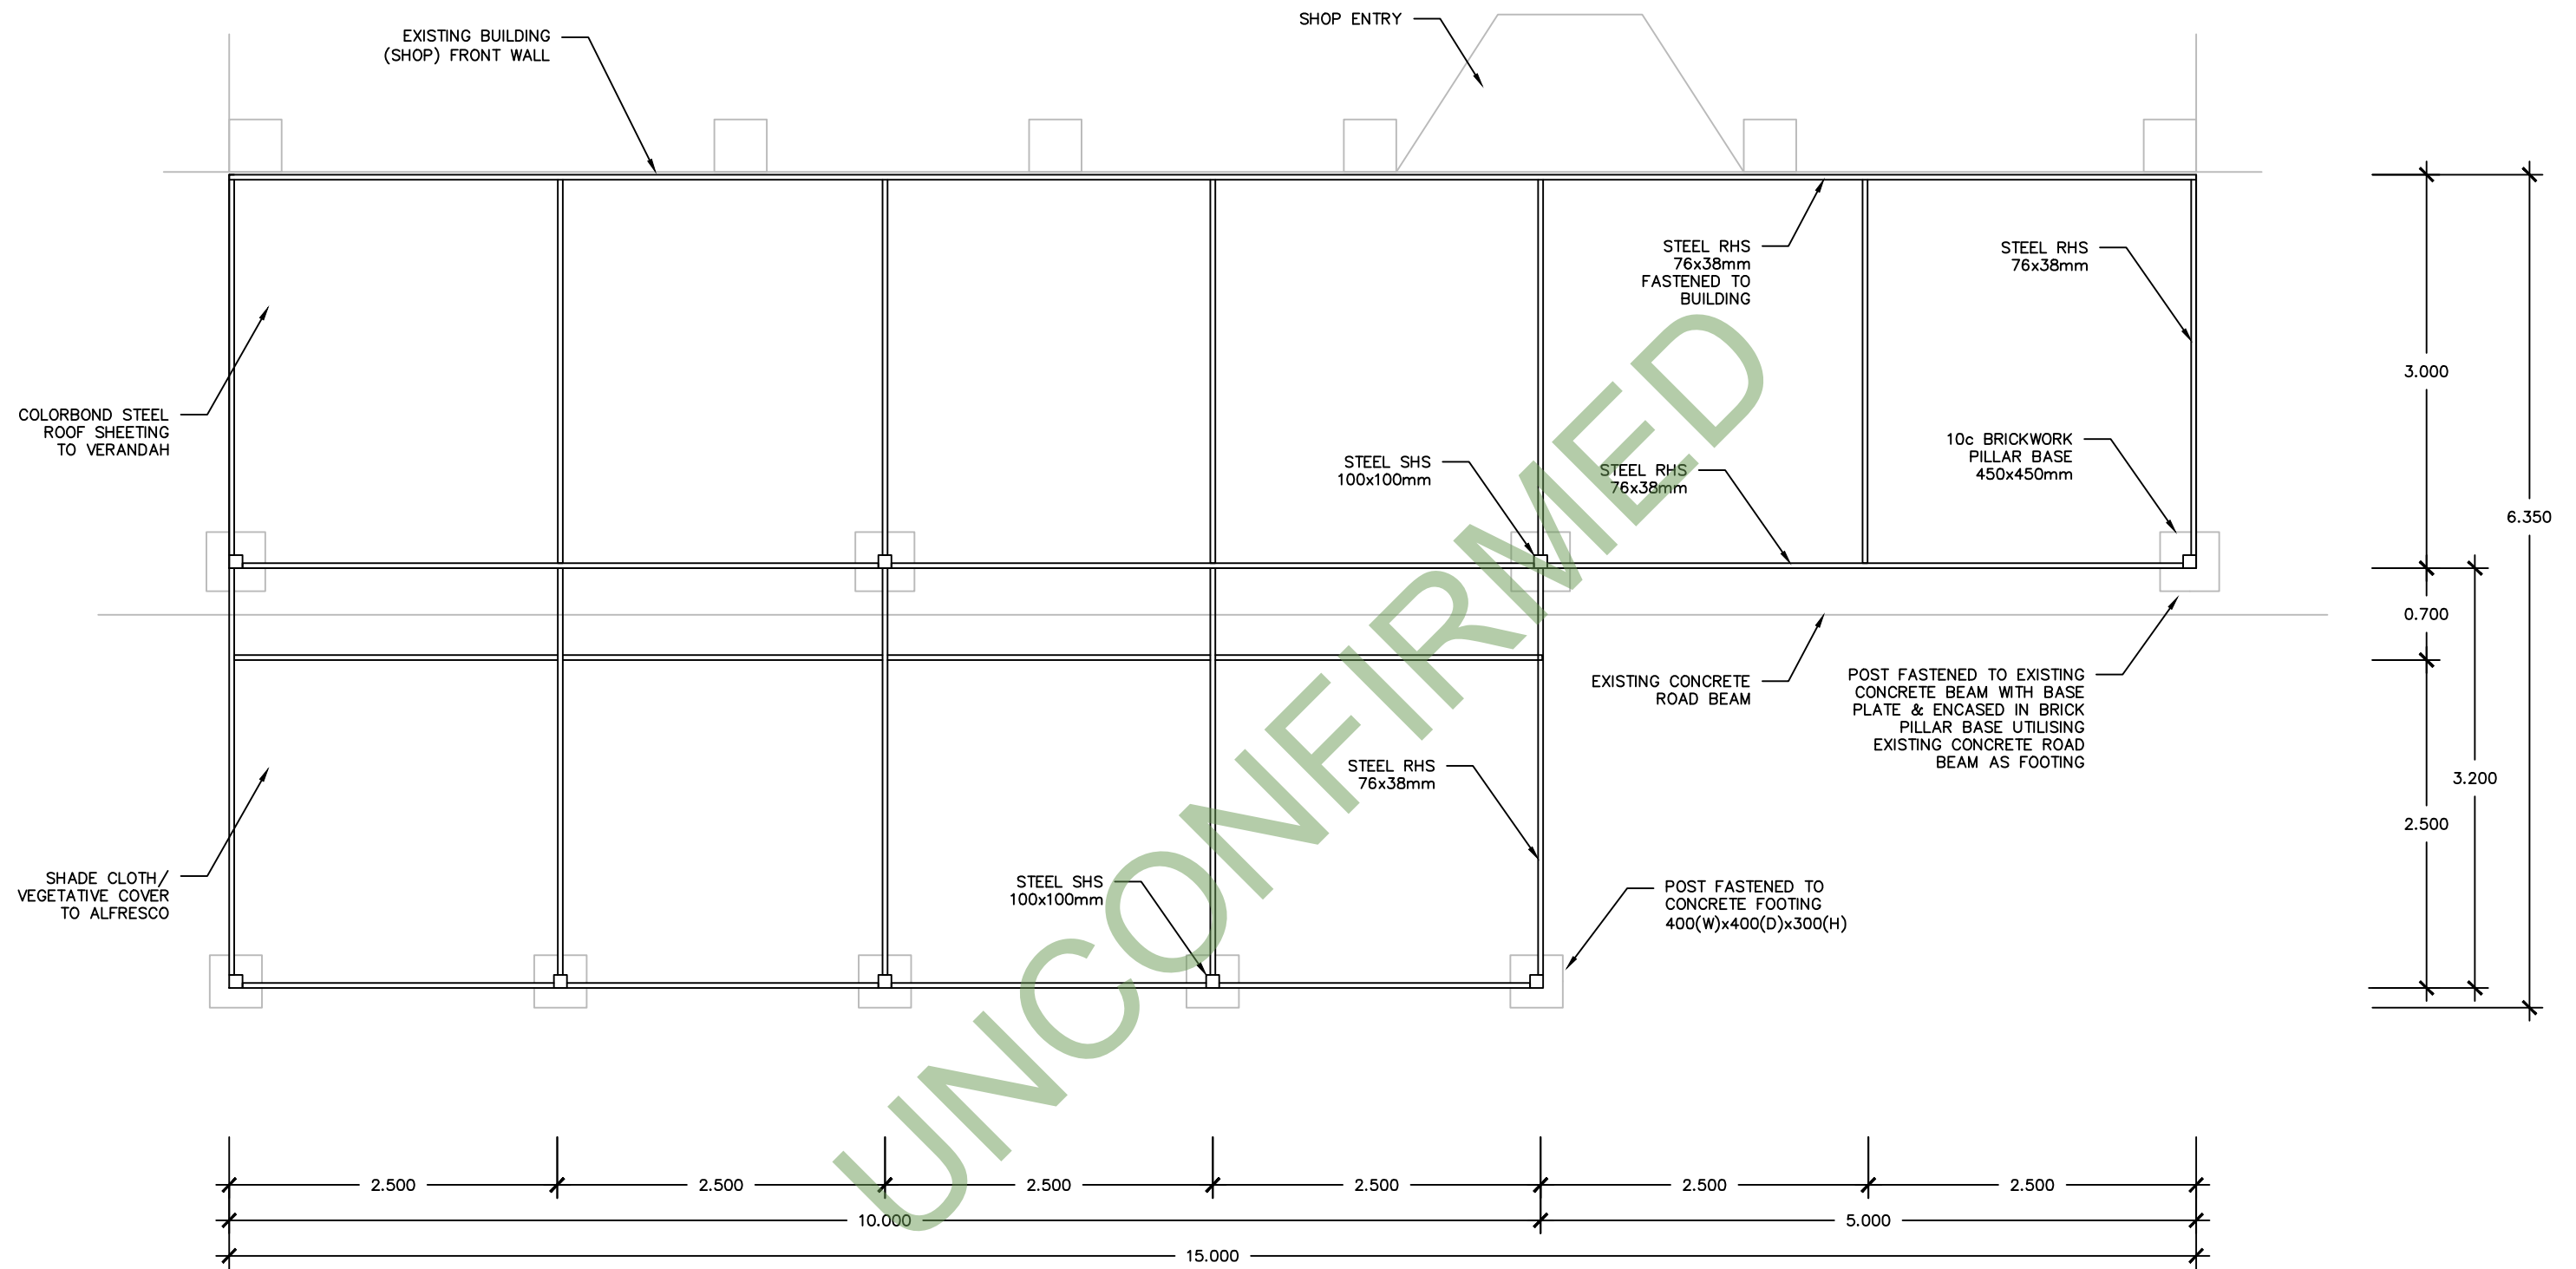 SHOP ENTRY
EXISTING BUILDING
(SHOP) FRONT WALL
STEEL RHS
76x38mm
FASTENED TO
BUILDING
STEEL RHS
76x38mm
3.000
COLORBOND STEEL
ROOF SHEETING
TO VERANDAH
STEEL SHS
100x100mm
STEEL RHS
76x38mm
10c BRICKWORK
PILLAR BASE
450x450mm
6.350
0.700
EXISTING CONCRETE
ROAD BEAM
POST FASTENED TO EXISTING
CONCRETE BEAM WITH BASE
PLATE & ENCASED IN BRICK
PILLAR BASE UTILISING
EXISTING CONCRETE ROAD
BEAM AS FOOTING
STEEL RHS
76x38mm
3.200
2.500
SHADE CLOTH/
VEGETATIVE COVER
TO ALFRESCO
STEEL SHS
100x100mm
POST FASTENED TO
CONCRETE FOOTING
400(W)x400(D)x300(H)
UNCONFIRMED
2.500
2.500
2.500
2.500
2.500
2.500
10.000
5.000
15.000